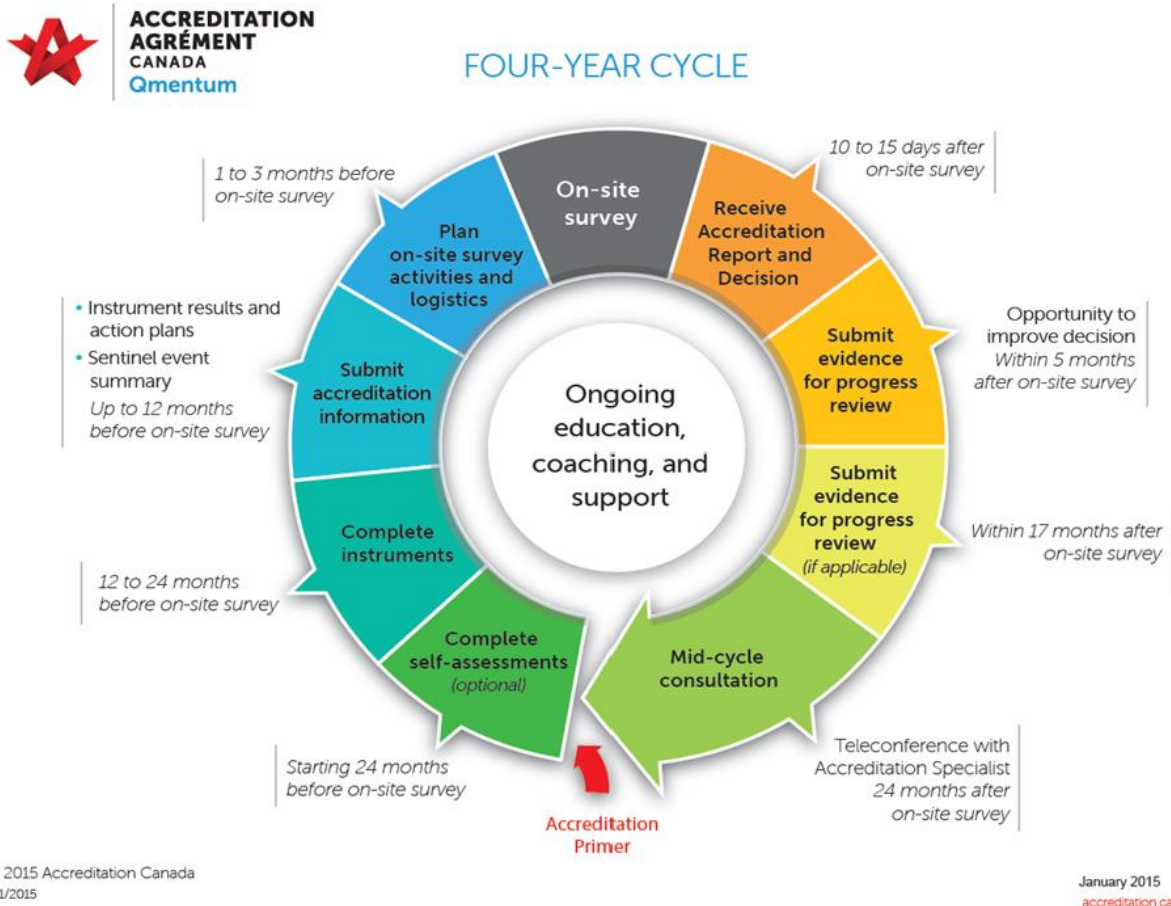 ACCREDITATION
AGRÉMENT
CANADA
Qmentum
FOUR-YEAR CYCLE
On-site
survey
10 to 15 days after
on-site survey
Receive
Accreditation
Report and
Decision
Opportunity to
improve decision
Within 5 months
after on-site survey
Submit
evidence
for progress
review
Submit
evidence
for progress
review
(if applicable)
Within 17 months after
on-site survey
Mid-cycle
consultation
Teleconference with
Accreditation Specialist
24 months after
on-site survey
Accreditation
Primer
Complete
self-assessments
(optional)
Starting 24 months
before on-site survey
Complete
instruments
12 to 24 months
before on-site survey
Submit
accreditation
information
• Instrument results and
action plans
• Sentinel event
summary
Up to 12 months
before on-site survey
Plan
on-site survey
activities and
logistics
1 to 3 months before
on-site survey
Ongoing
education,
coaching, and
support
2015 Accreditation Canada
1/2015
January 2015
accreditation.ca